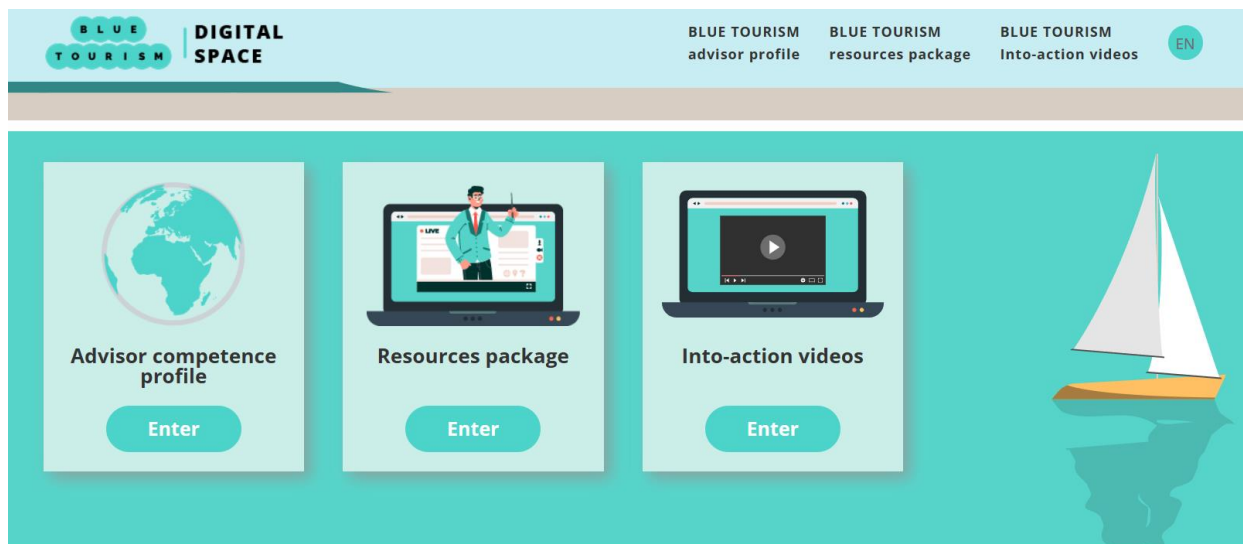 BLUE
TOURISM
DIGITAL
SPACE
BLUE TOURISM
advisor profile
BLUE TOURISM
resources package
BLUE TOURISM
Into-action videos
EN
LIVE
Advisor competence
profile
Enter
Resources package
Enter
Into-action videos
Enter